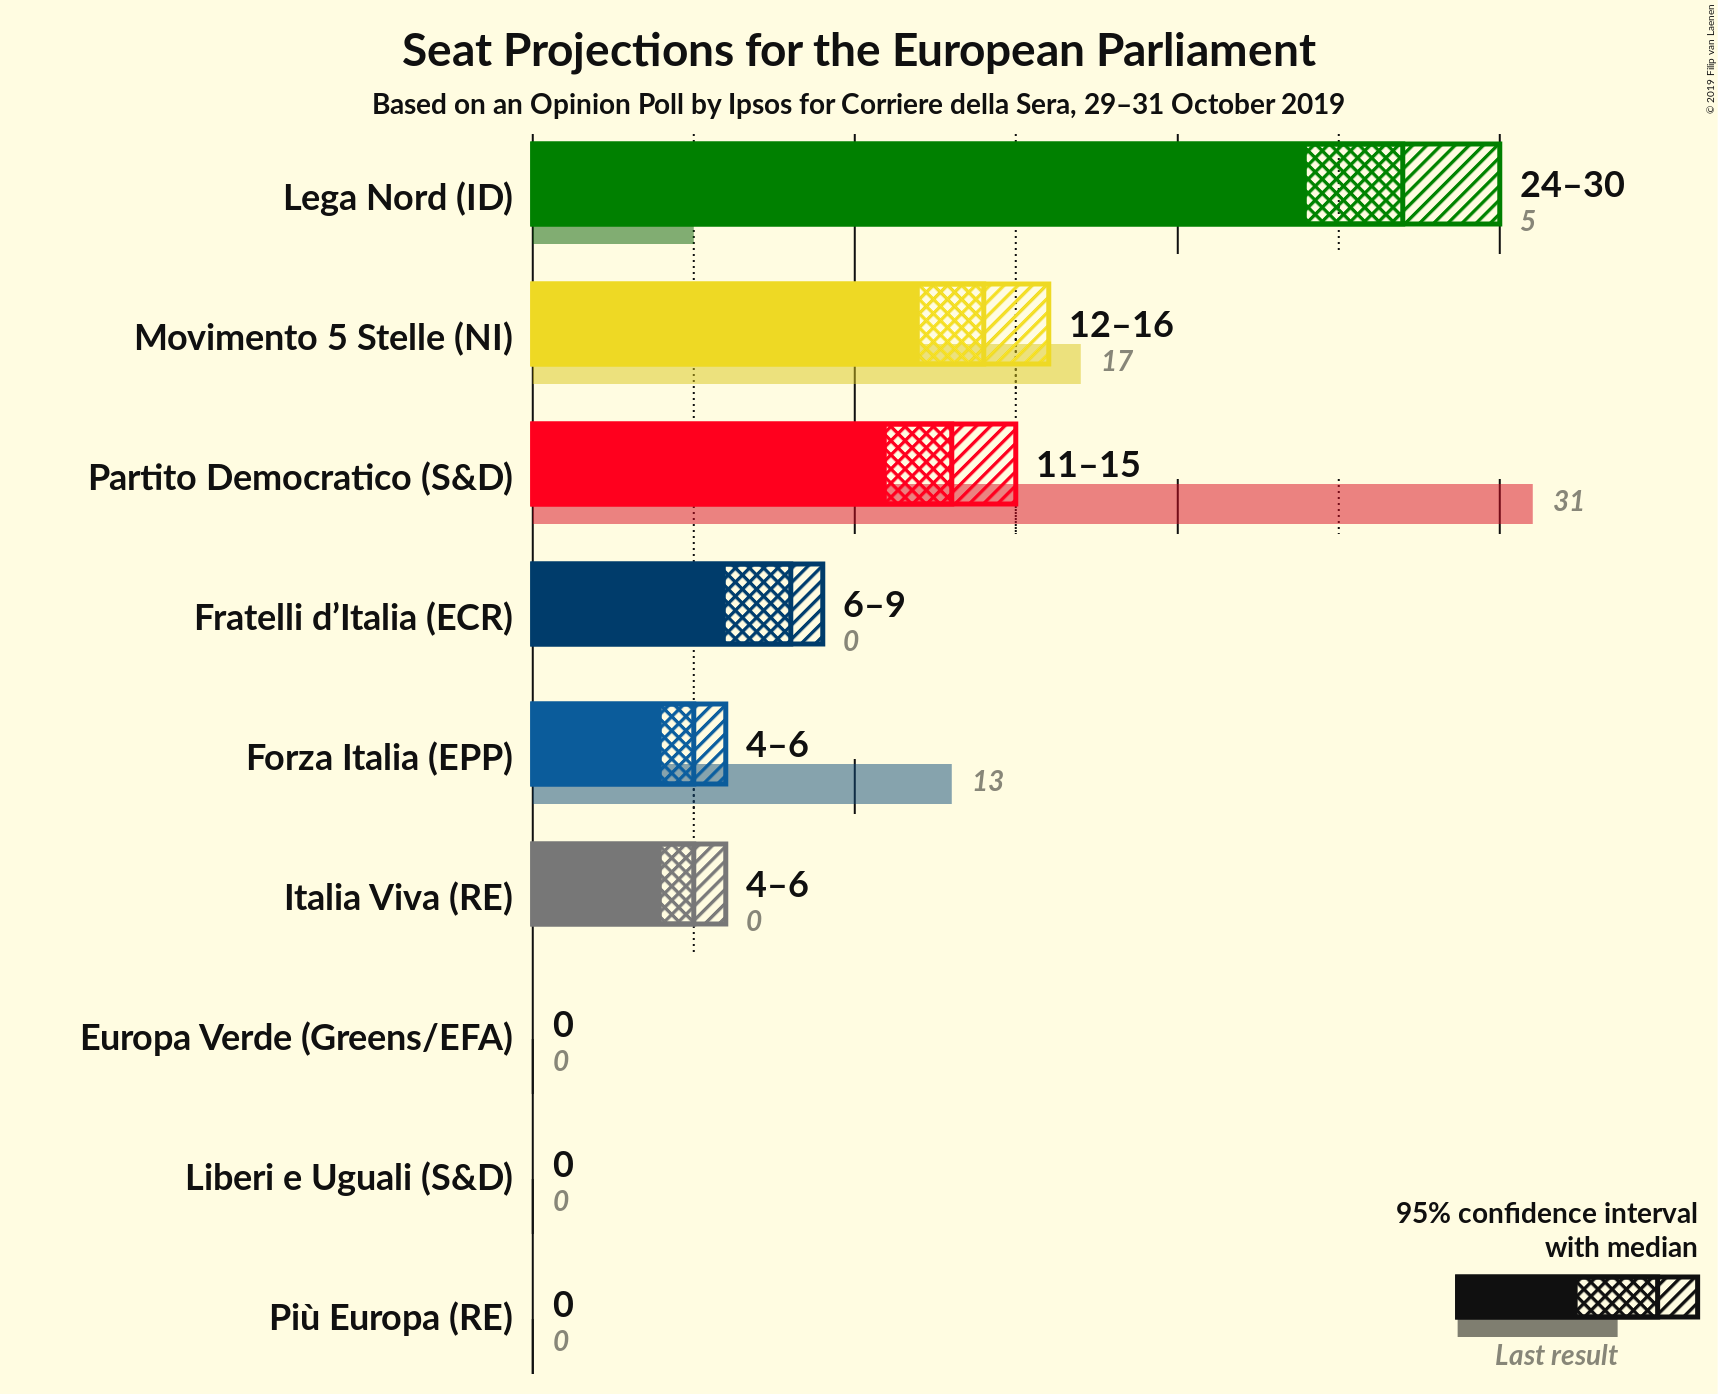 Seat Projections for the European Parliament
Based on an Opinion Poll by Ipsos for Corriere della Sera, 29–31 October 2019
© 2019 Filip van Laenen
Lega Nord (ID)
24–30
5
Movimento 5 Stelle (NI)
12–16
17
Partito Democratico (S&D)
11–15
31
Fratelli d’Italia (ECR)
6–9
0
Forza Italia (EPP)
4–6
13
Italia Viva (RE)
4–6
0
Europa Verde (Greens/EFA)
0
0
Liberi e Uguali (S&D)
0
0
Più Europa (RE)
0
0
95% confidence interval
with median
Last result